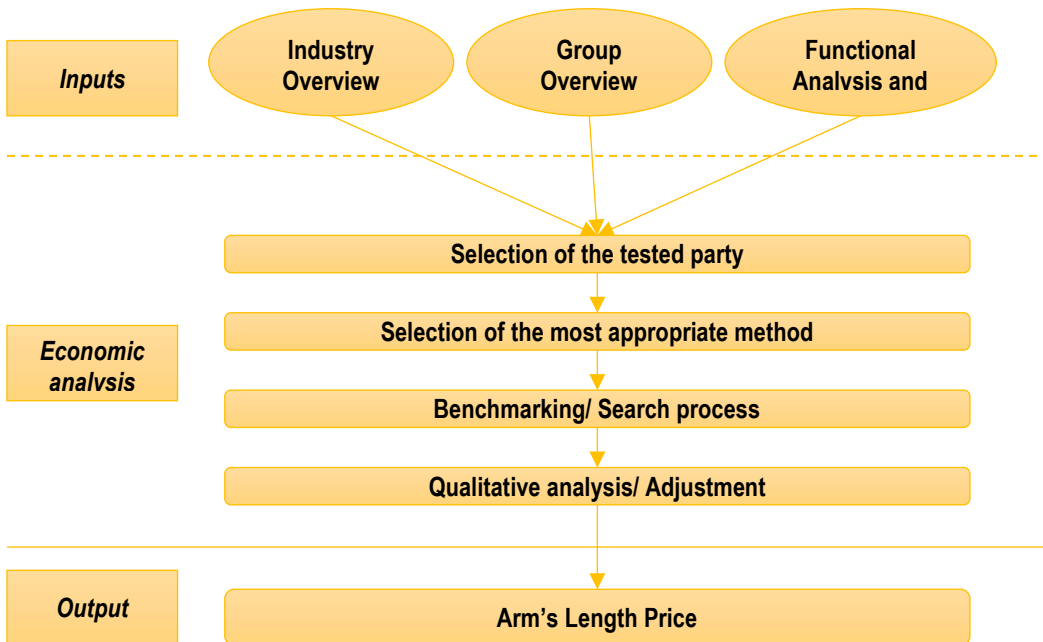 Inputs
Industry
Overview
Group
Overview
Functional
Analysis and
Selection of the tested party
Selection of the most appropriate method
Economic
analysis
Benchmarking/ Search process
Qualitative analysis/ Adjustment
Output
Arm's Length Price